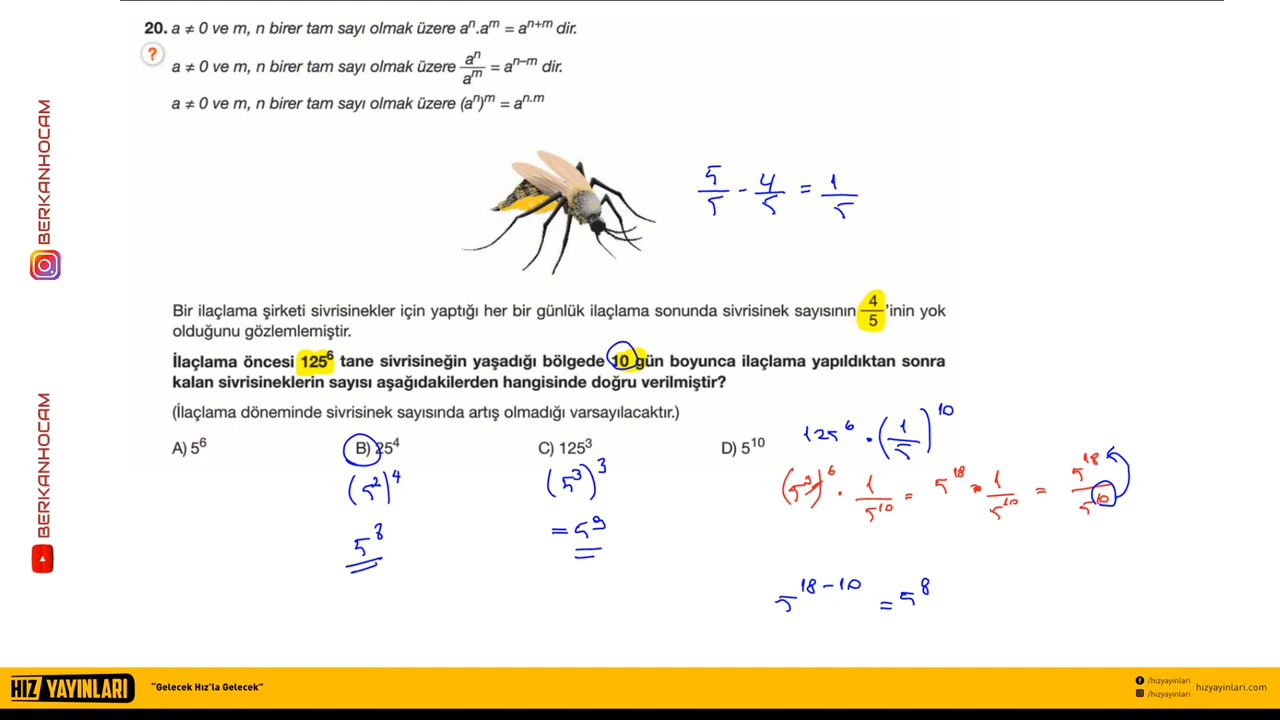 20. a ≠ 0 ve m, n birer tam sayı olmak üzere aⁿ.aᵐ = aⁿ⁺ᵐ dir.
?
a ≠ 0 ve m, n birer tam sayı olmak üzere aⁿ/aᵐ = aⁿ⁻ᵐ dir.
a ≠ 0 ve m, n birer tam sayı olmak üzere (aⁿ)ᵐ = aⁿ·ᵐ
5/5 - 4/5 = 1/5
Bir ilaçlama şirketi sivrisinekler için yaptığı her bir günlük ilaçlama sonunda sivrisinek sayısının 4/5 'inin yok
olduğunu gözlemlemiştir.
İlaçlama öncesi 125⁶ tane sivrisineğin yaşadığı bölgede 10 gün boyunca ilaçlama yapıldıktan sonra
kalan sivrisineklerin sayısı aşağıdakilerden hangisinde doğru verilmiştir?
(İlaçlama döneminde sivrisinek sayısında artış olmadığı varsayılacaktır.)
A) 5⁶ B) 25⁴ C) 125³ D) 5¹⁰
125⁶ · (1/5)¹⁰
(5²)⁴ (5³)³
(5³)⁶ · 1/5¹⁰ = 5¹⁸ · 1/5¹⁰ = 5¹⁸/5¹⁰
5⁸ = 5⁹
5¹⁸⁻¹⁰ = 5⁸
BERKANHOCAM
BERKANHOCAM
HIZ YAYINLARI
"Gelecek Hız'la Gelecek"
/hizyayinlari
/hizyayinlari
hizyayinlari.com